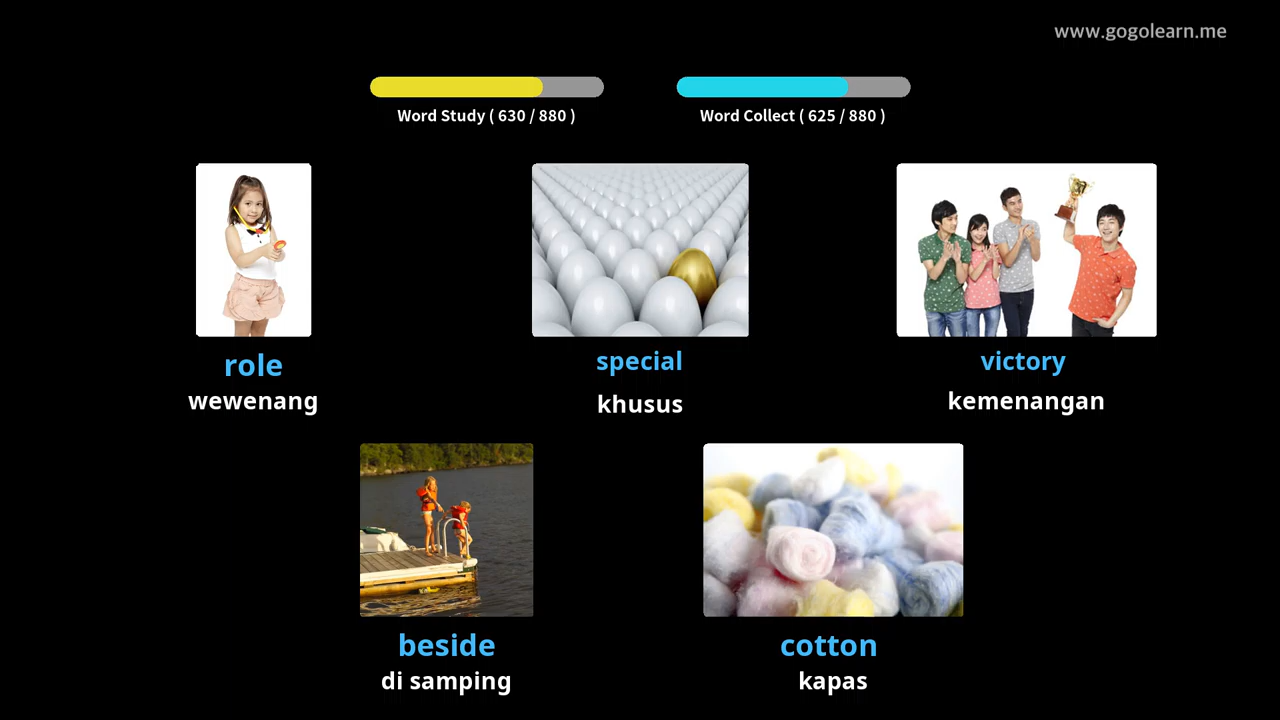 www.gogolearn.me
Word Study ( 630 / 880 )
Word Collect ( 625 / 880 )
role
wewenang
special
khusus
victory
kemenangan
beside
di samping
cotton
kapas